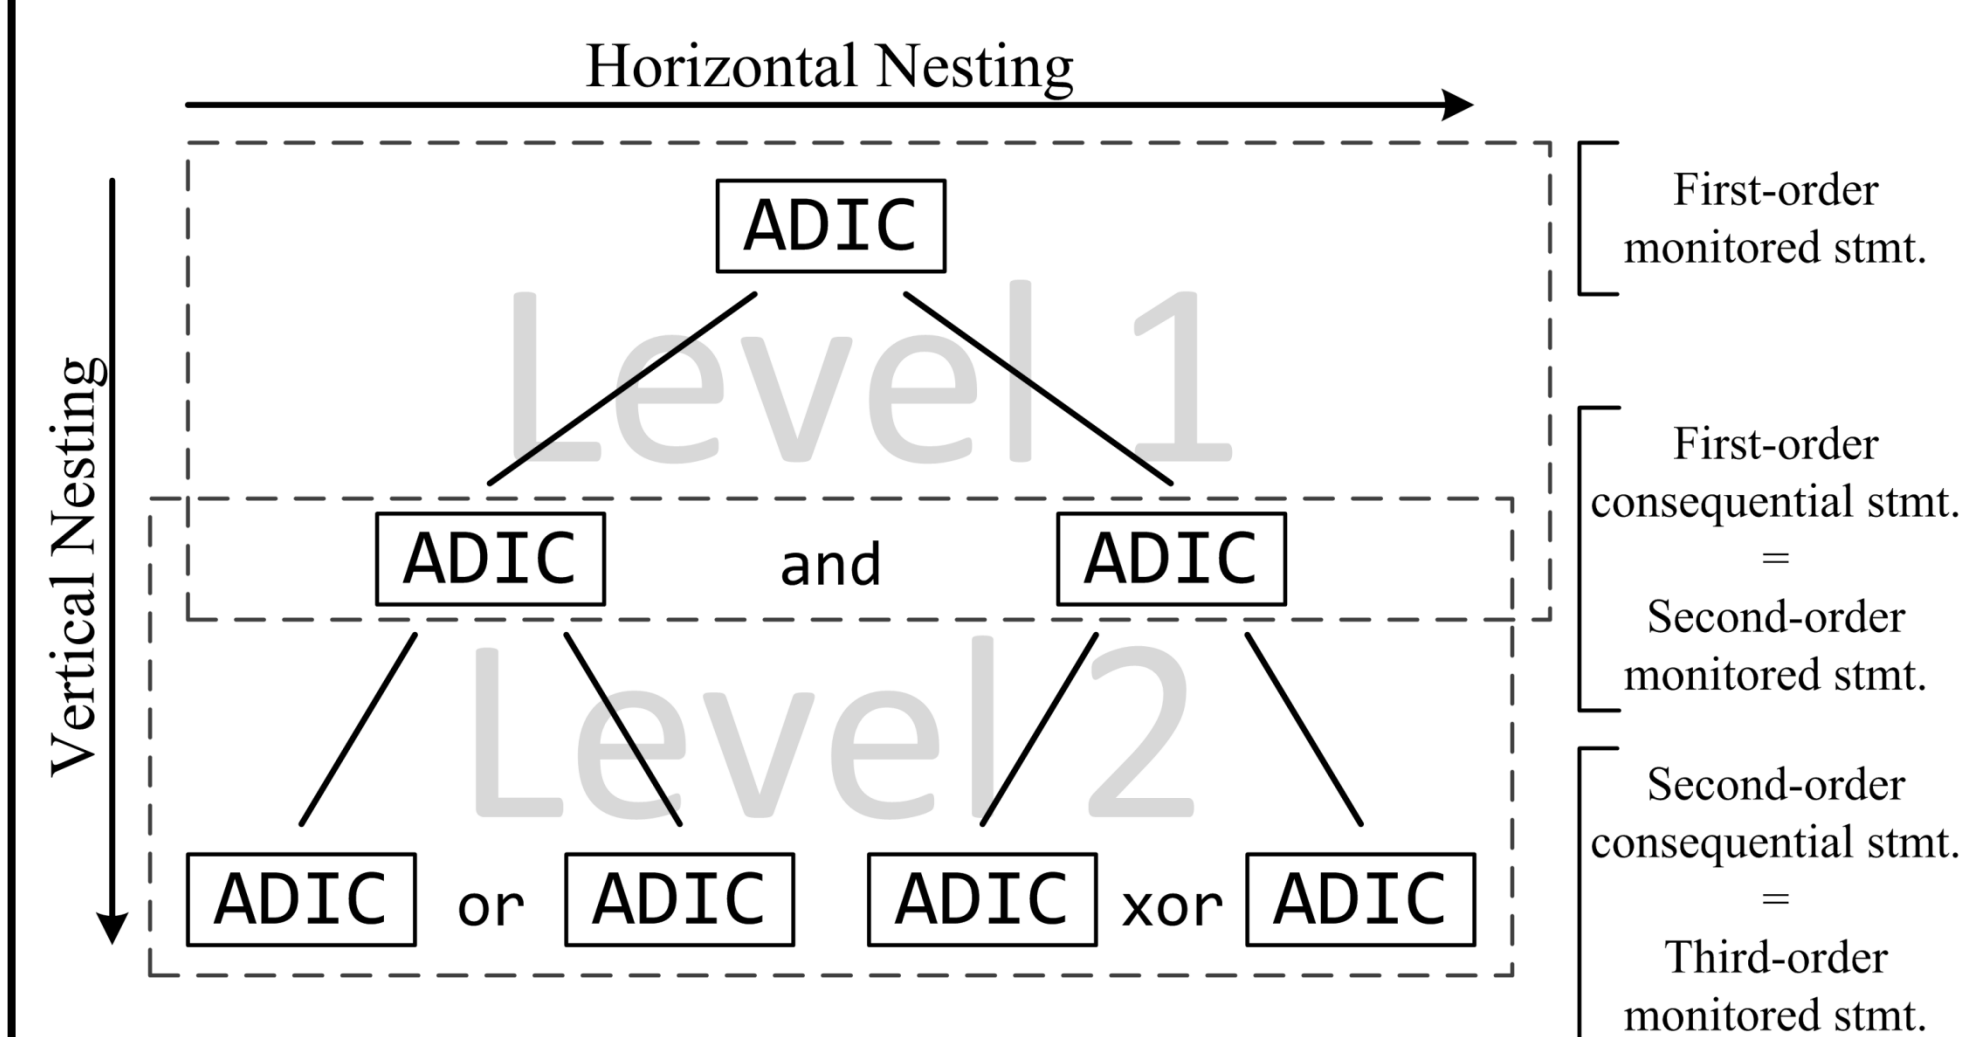 Horizontal Nesting
Vertical Nesting
ADIC
First-order
monitored stmt.
Level 1
First-order
consequential stmt.
=
Second-order
monitored stmt.
ADIC and ADIC
Level 2
ADIC or ADIC ADIC xor ADIC
Second-order
consequential stmt.
=
Third-order
monitored stmt.